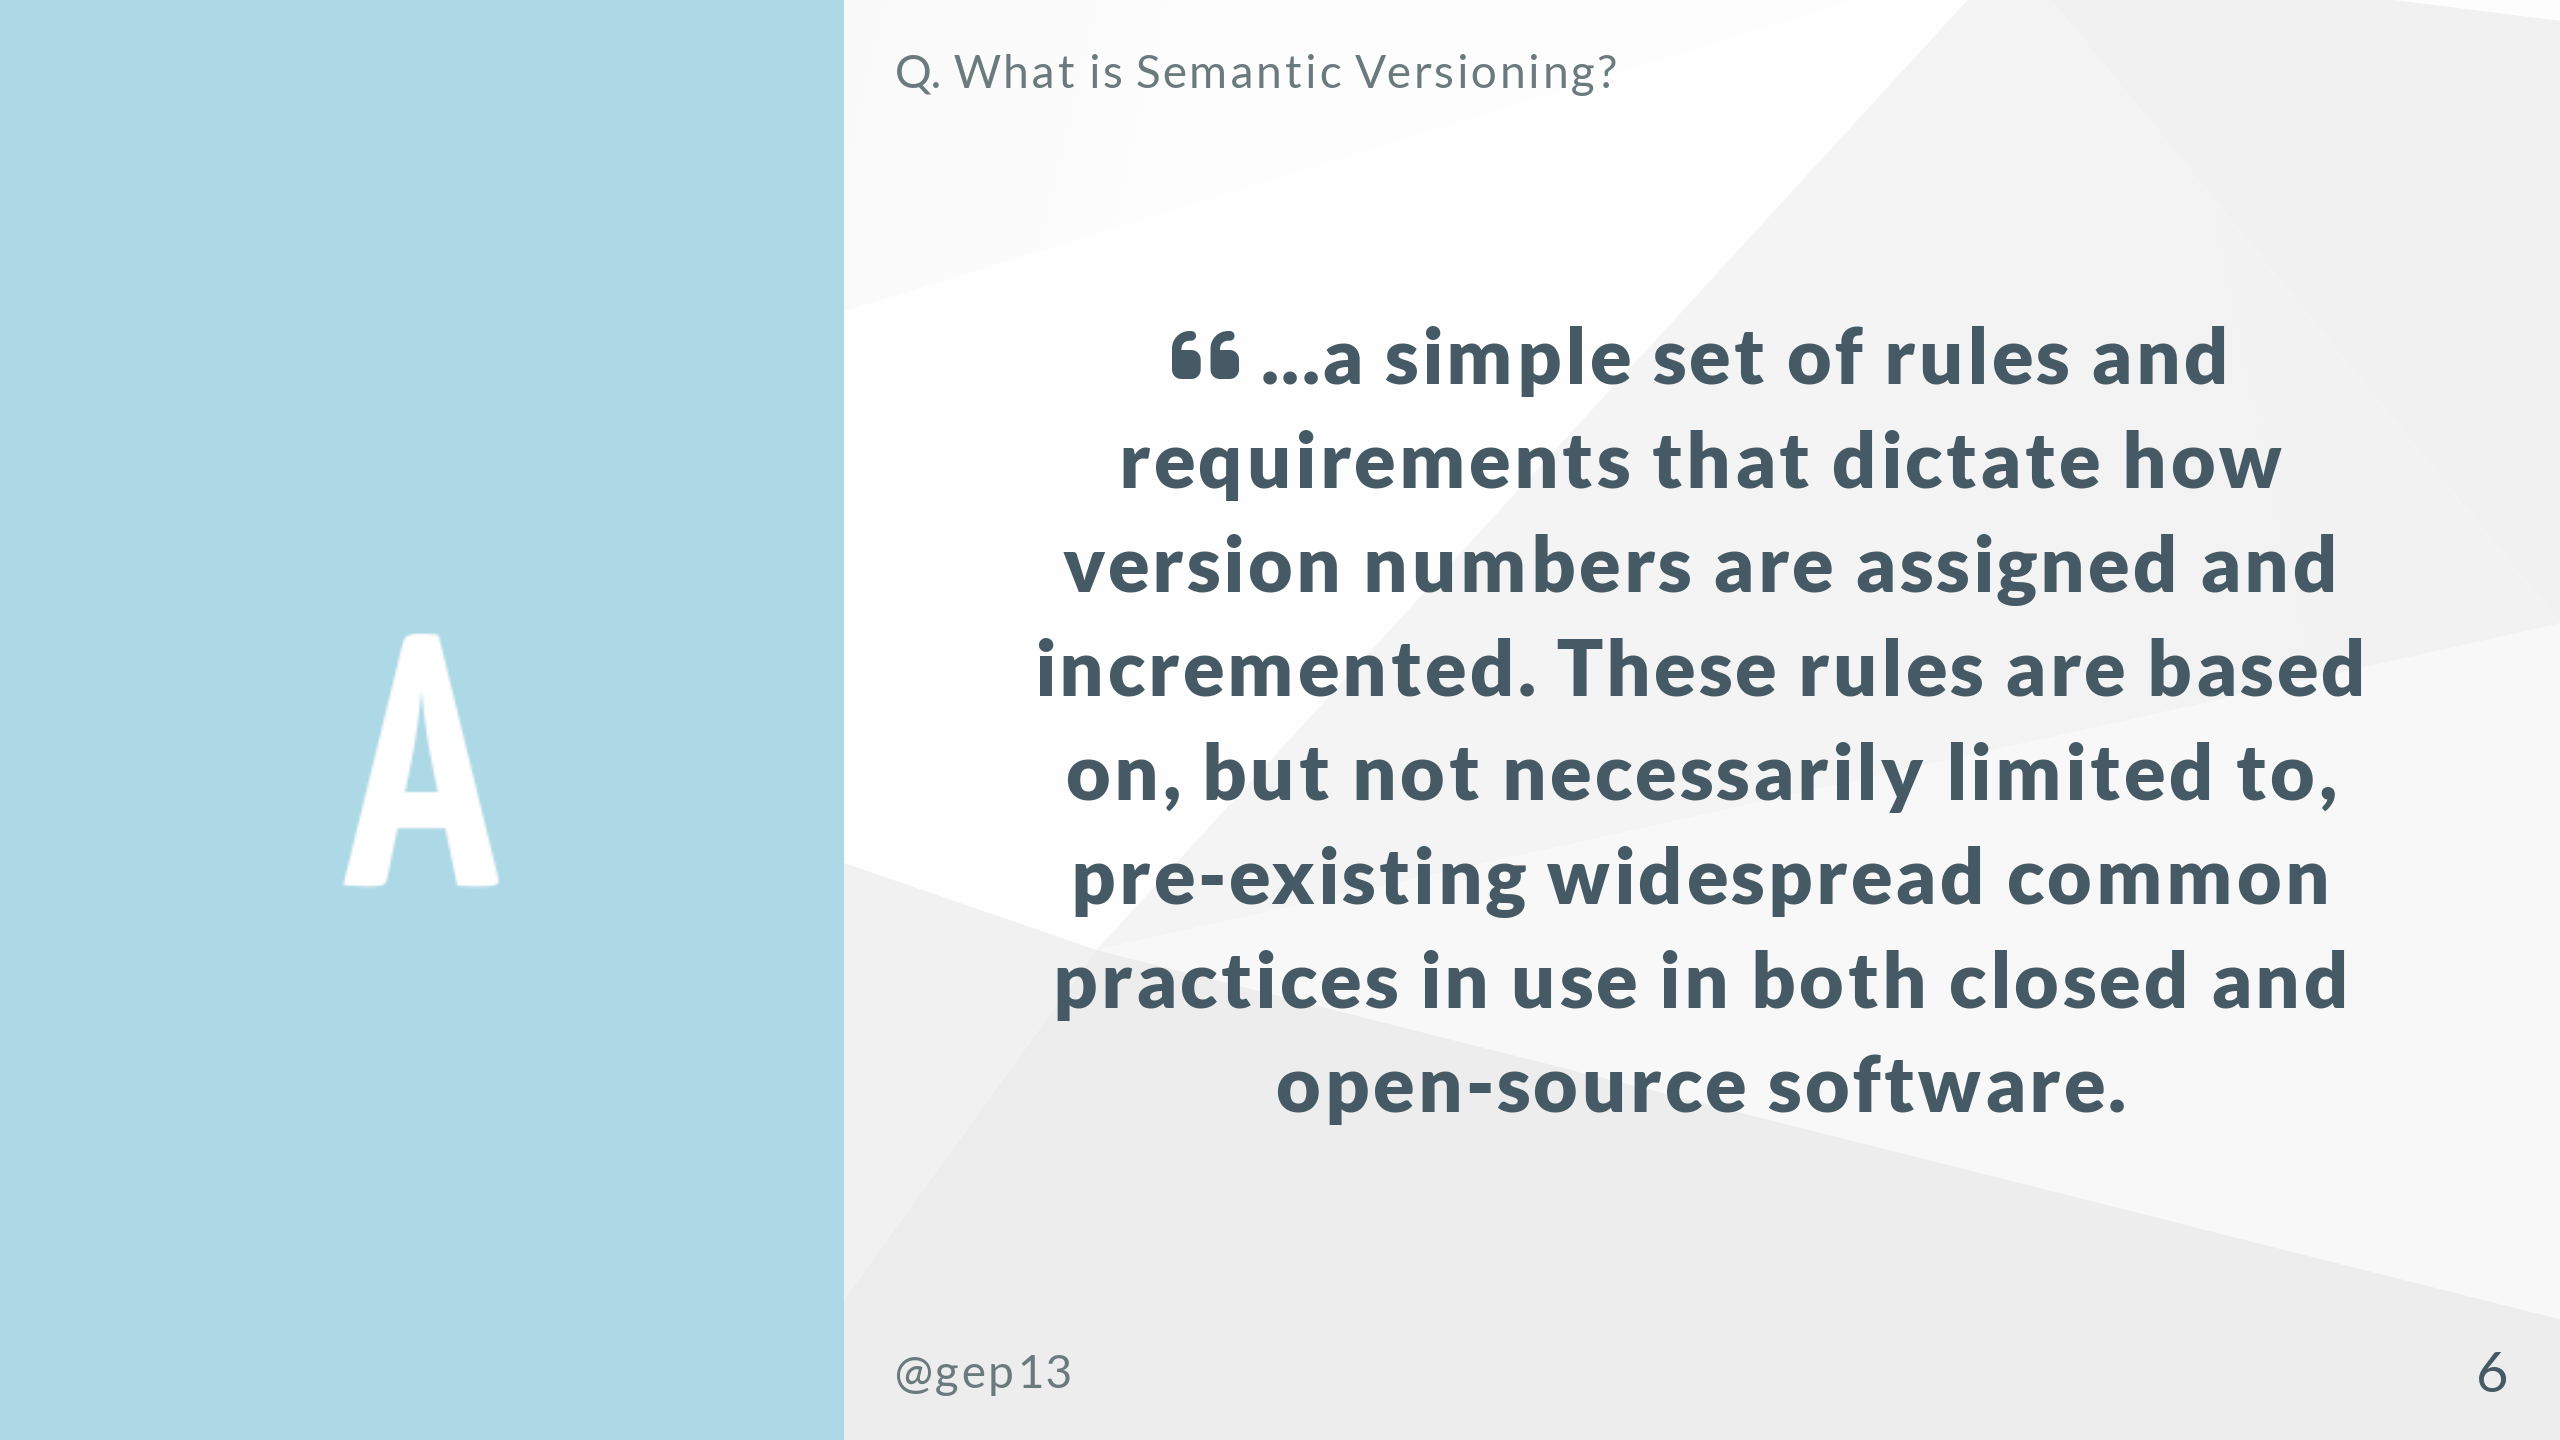 Q. What is Semantic Versioning?
A
“ ...a simple set of rules and
requirements that dictate how
version numbers are assigned and
incremented. These rules are based
on, but not necessarily limited to,
pre-existing widespread common
practices in use in both closed and
open-source software.
@gep13
6